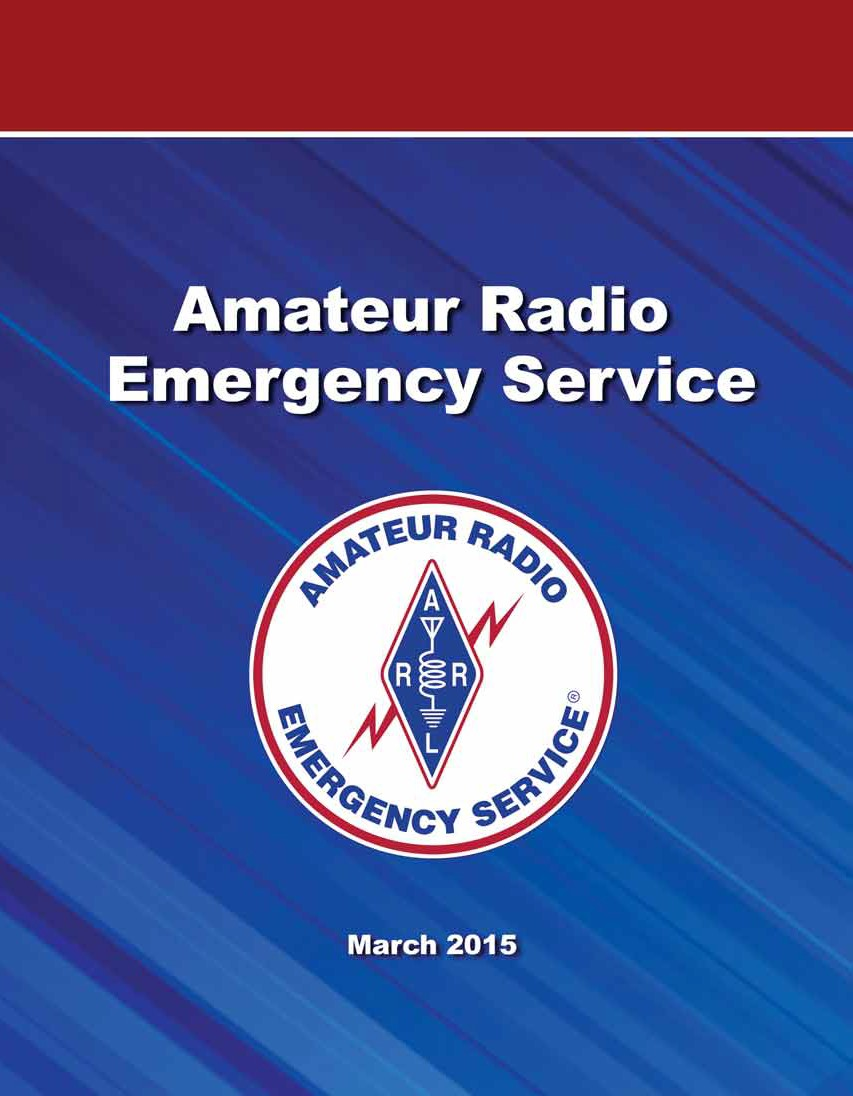 Amateur Radio
Emergency Service
AMATEUR RADIO
A
R R
L
EMERGENCY SERVICE®
March 2015